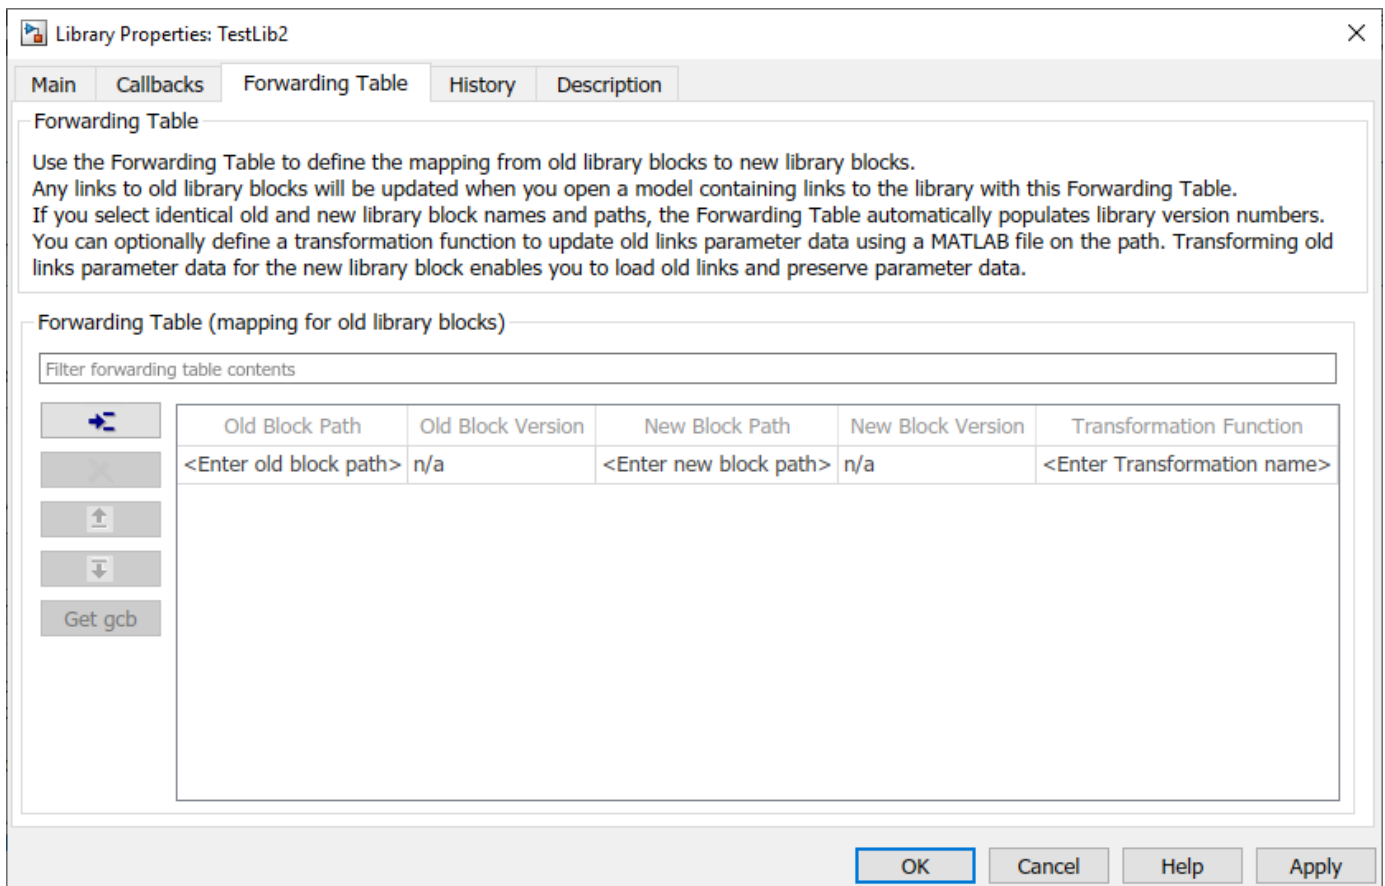 Library Properties: TestLib2
Main Callbacks Forwarding Table History Description
Forwarding Table
Use the Forwarding Table to define the mapping from old library blocks to new library blocks.
Any links to old library blocks will be updated when you open a model containing links to the library with this Forwarding Table.
If you select identical old and new library block names and paths, the Forwarding Table automatically populates library version numbers.
You can optionally define a transformation function to update old links parameter data using a MATLAB file on the path. Transforming old
links parameter data for the new library block enables you to load old links and preserve parameter data.
Forwarding Table (mapping for old library blocks)
Filter forwarding table contents
Old Block Path Old Block Version New Block Path New Block Version Transformation Function
<Enter old block path> n/a <Enter new block path> n/a <Enter Transformation name>
Get gcb
OK Cancel Help Apply